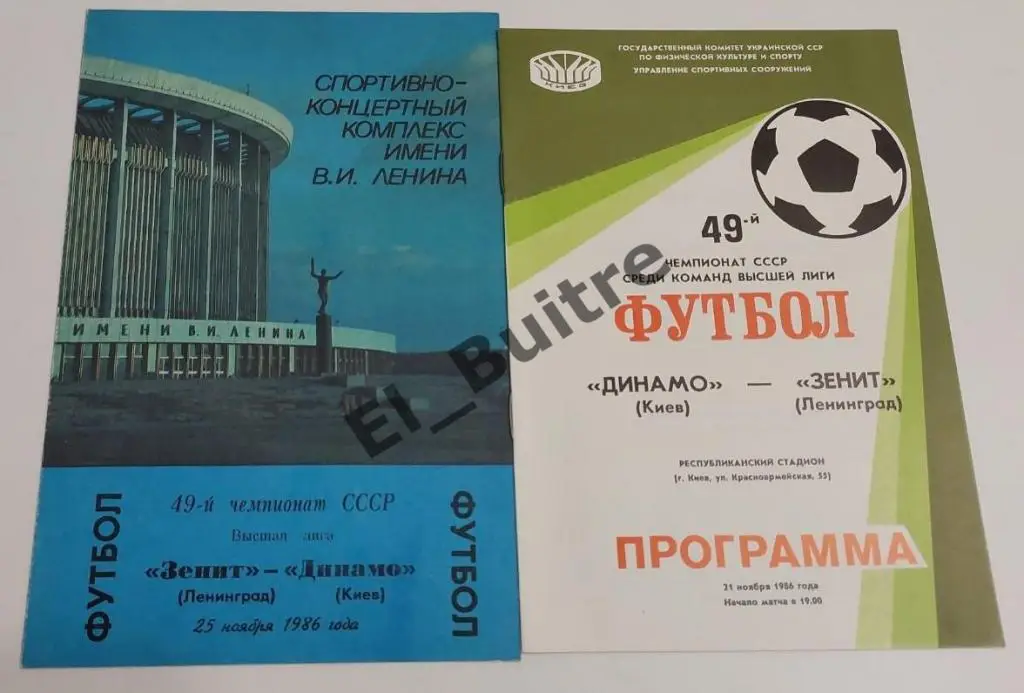 СПОРТИВНО-
КОНЦЕРТНЫЙ
КОМПЛЕКС
ИМЕНИ
В.И. ЛЕНИНА
ИМЕНИ В.И. ЛЕНИНА
ФУТБОЛ
49-й чемпионат СССР
Высшая лига
«Зенит» – «Динамо»
(Ленинград) (Киев)
25 ноября 1986 года
ФУТБОЛ
ГОСУДАРСТВЕННЫЙ КОМИТЕТ УКРАИНСКОЙ ССР
ПО ФИЗИЧЕСКОЙ КУЛЬТУРЕ И СПОРТУ
УПРАВЛЕНИЕ СПОРТИВНЫХ СООРУЖЕНИЙ
КИЕВ
49-й
ЧЕМПИОНАТ СССР
СРЕДИ КОМАНД ВЫСШЕЙ ЛИГИ
ФУТБОЛ
«ДИНАМО» — «ЗЕНИТ»
(Киев) (Ленинград)
РЕСПУБЛИКАНСКИЙ СТАДИОН
(г. Киев, ул. Красноармейская, 55)
ПРОГРАММА
21 ноября 1986 года
Начало матча в 19.00
El_Buitre